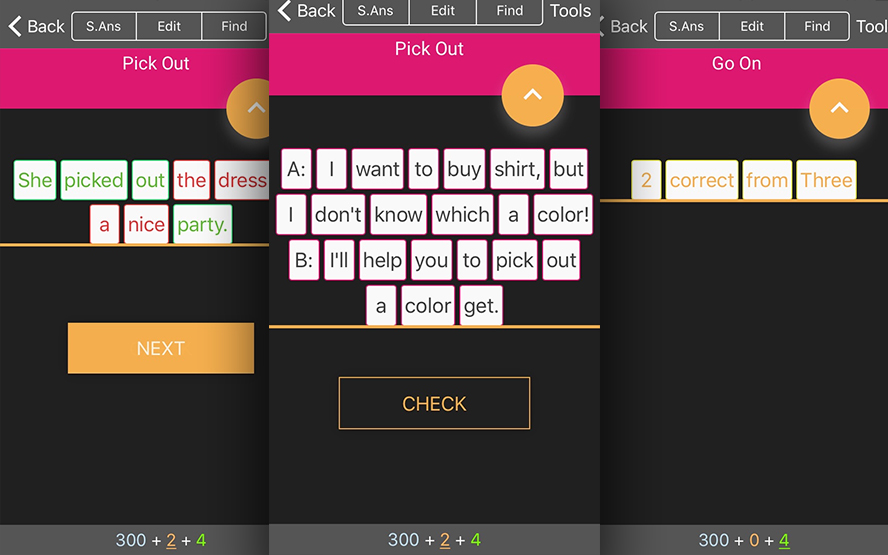 Back S.Ans Edit Find
Pick Out
She picked out the dress
a nice party.
NEXT
300 + 2 + 4
Back S.Ans Edit Find Tools
Pick Out
A: I want to buy shirt, but
I don't know which a color!
B: I'll help you to pick out
a color get.
CHECK
300 + 2 + 4
Back S.Ans Edit Find Tool
Go On
2 correct from Three
300 + 0 + 4